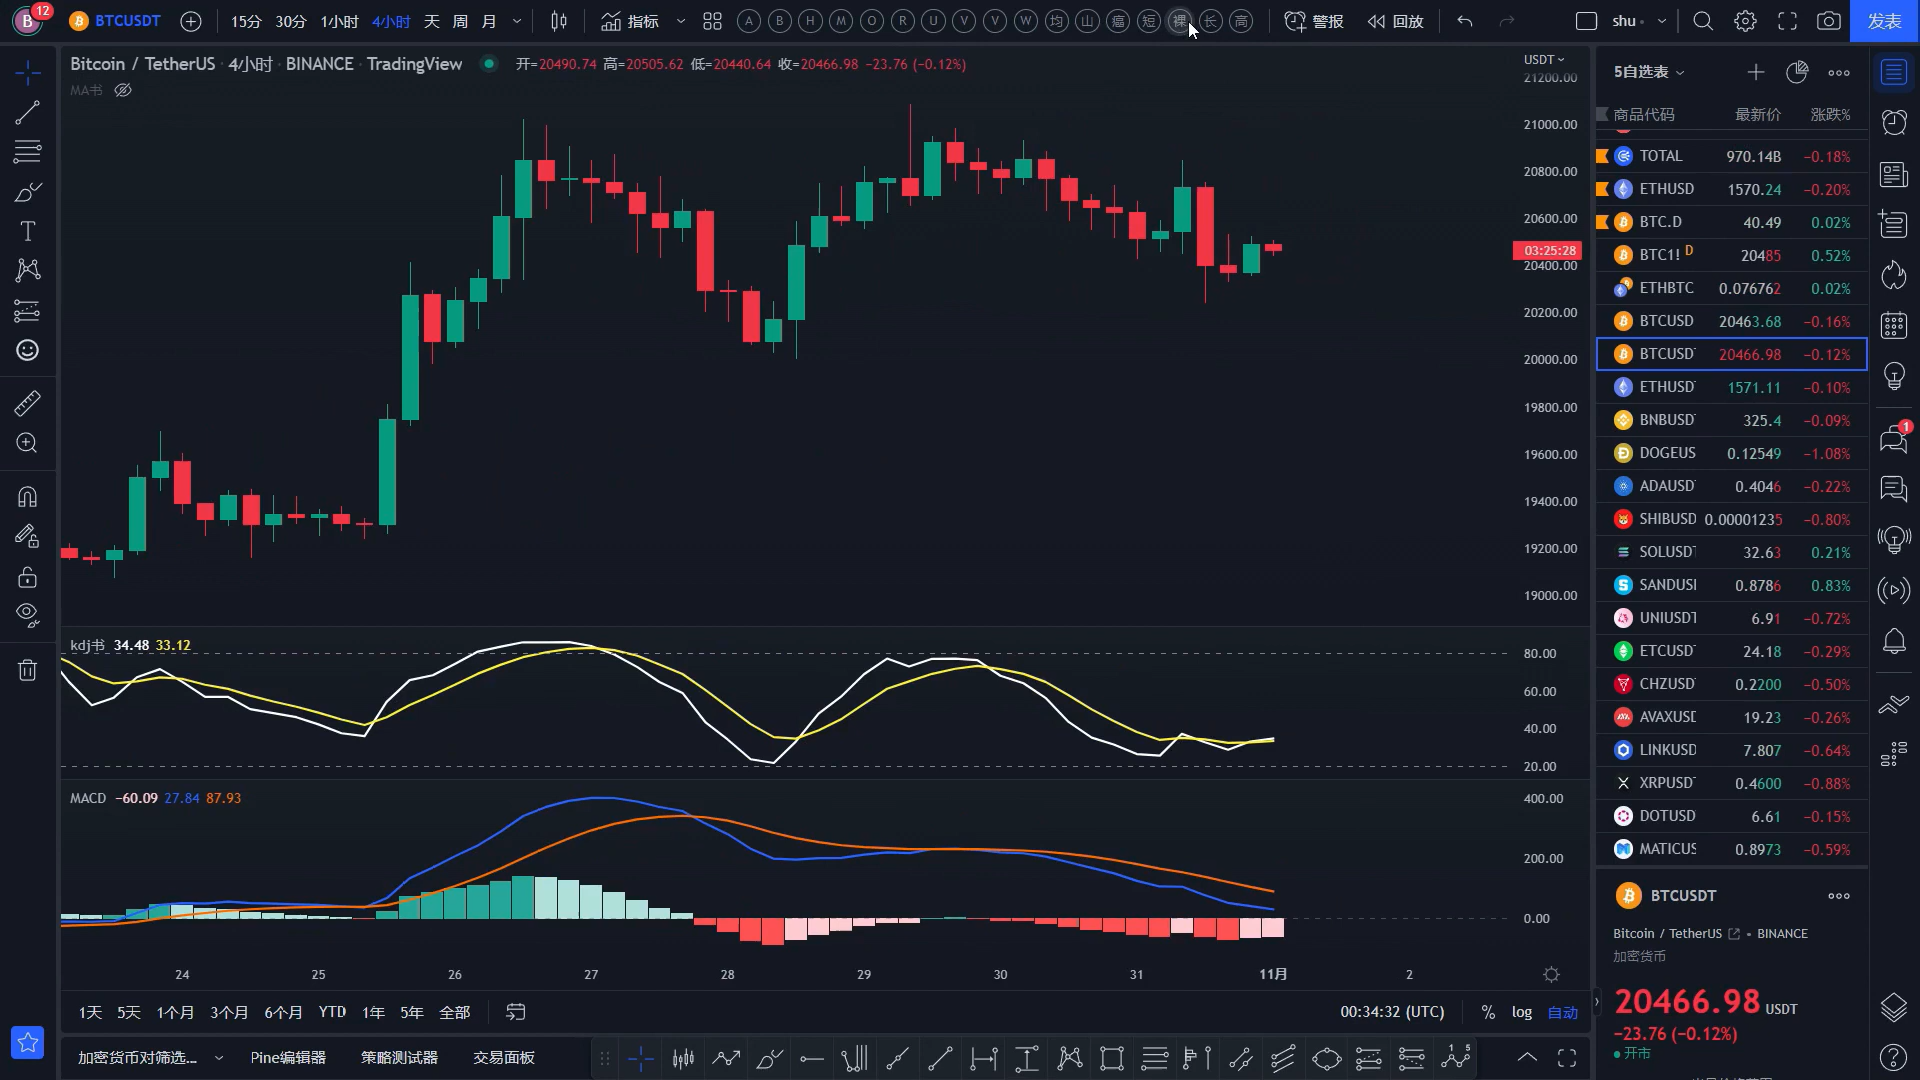 B 12 BTCUSDT 15分 30分 1小时 4小时 天 周 月 指标 A B H M O R U V V W 均 山 短 裸 长 高 警报 回放 shu 发表
Bitcoin / TetherUS · 4小时 · BINANCE · TradingView 开=20490.74 高=20505.62 低=20440.64 收=20466.98 −23.76 (−0.12%)
MA书
USDT
21200.00
21000.00
20800.00
20600.00
03:25:28
20400.00
20200.00
20000.00
19800.00
19600.00
19400.00
19200.00
19000.00
kdj书 34.48 33.12
80.00
60.00
40.00
20.00
MACD −60.09 27.84 87.93
400.00
200.00
0.00
24 25 26 27 28 29 30 31 11月 2
1天 5天 1个月 3个月 6个月 YTD 1年 5年 全部 00:34:32 (UTC) % log 自动
加密货币对筛选... Pine编辑器 策略测试器 交易面板
5自选表
商品代码 最新价 涨跌%
TOTAL 970.14B −0.18%
ETHUSD 1570.24 −0.20%
BTC.D 40.49 0.02%
BTC1! D 20485 0.52%
ETHBTC 0.076762 0.02%
BTCUSD 20463.68 −0.16%
BTCUSD 20466.98 −0.12%
ETHUSD 1571.11 −0.10%
BNBUSD 325.4 −0.09%
DOGEUS 0.12549 −1.08%
ADAUSD 0.4046 −0.22%
SHIBUSD 0.00001235 −0.80%
SOLUSD 32.63 0.21%
SANDUS 0.8786 0.83%
UNIUSDT 6.91 −0.72%
ETCUSD 24.18 −0.29%
CHZUSD 0.2200 −0.50%
AVAXUSD 19.23 −0.26%
LINKUSD 7.807 −0.64%
XRPUSD 0.4600 −0.88%
DOTUSD 6.61 −0.15%
MATICUS 0.8973 −0.59%
BTCUSDT
Bitcoin / TetherUS • BINANCE
加密货币
20466.98 USDT
−23.76 (−0.12%)
开市
1